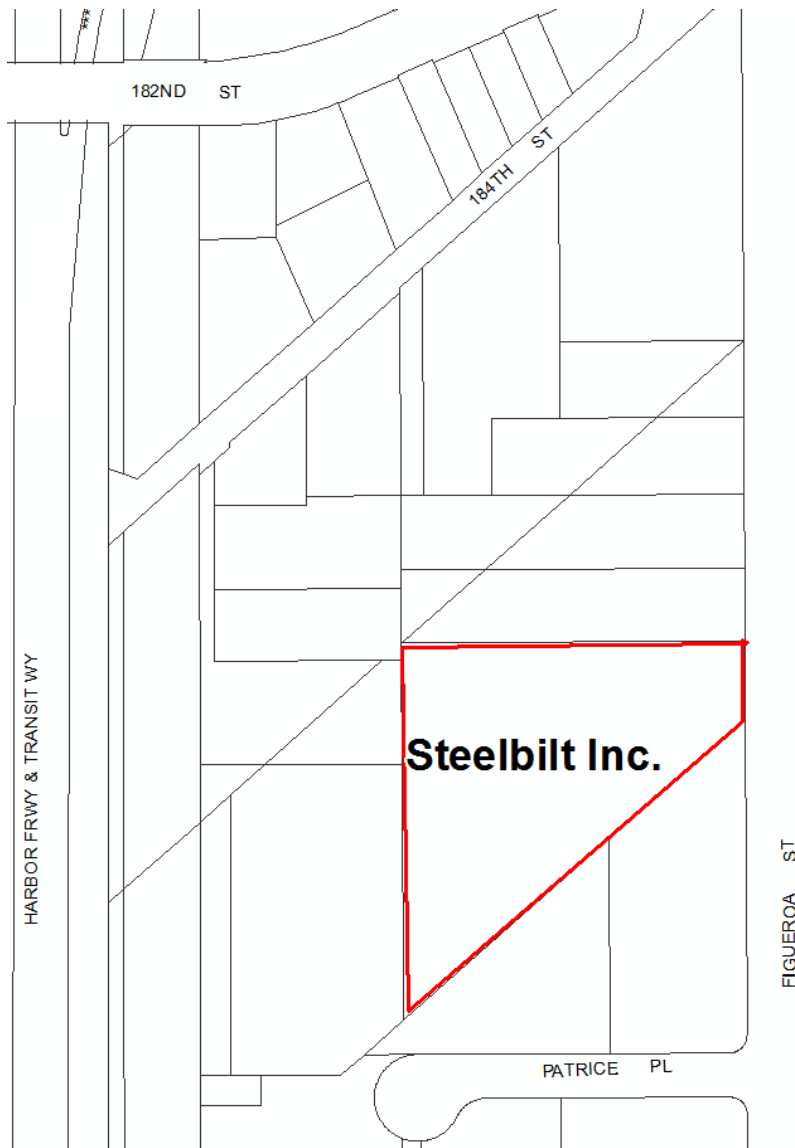 ***
182ND ST
184TH ST
HARBOR FRWY & TRANSIT WY
Steelbilt Inc.
FIGUEROA ST
PATRICE PL